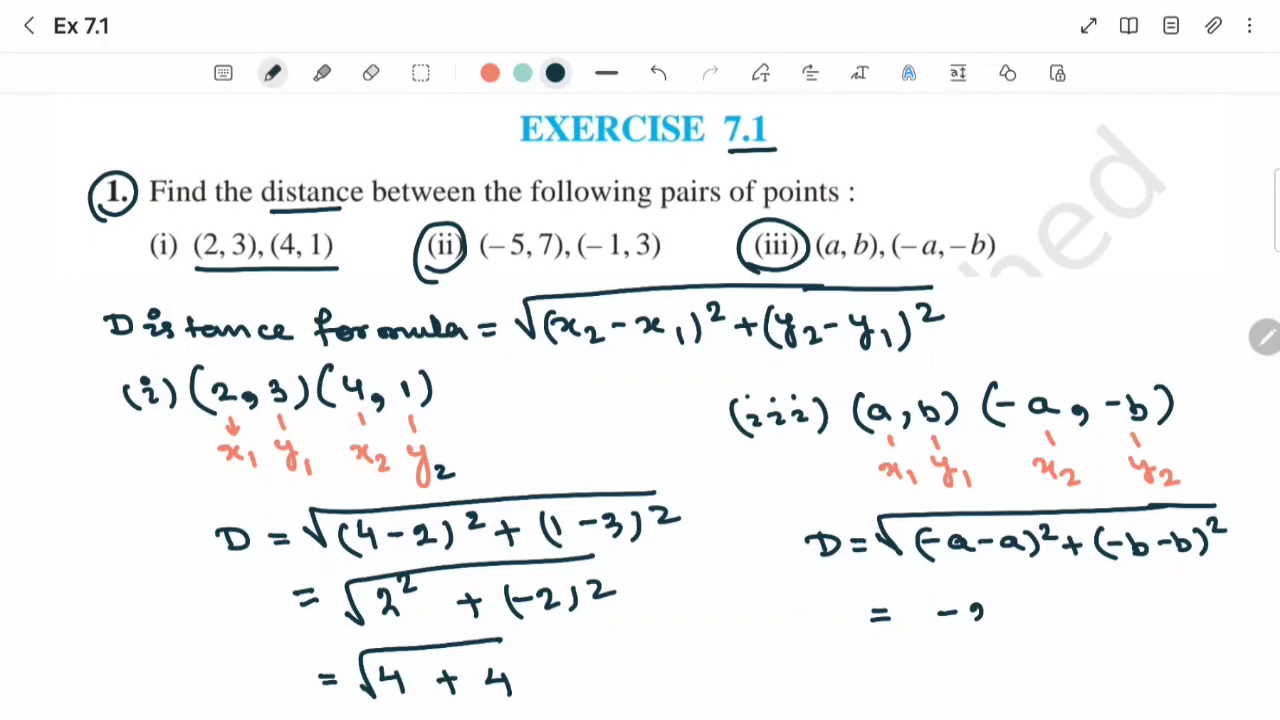 Ex 7.1
EXERCISE 7.1
1. Find the distance between the following pairs of points :
(i) (2, 3), (4, 1) (ii) (– 5, 7), (– 1, 3) (iii) (a, b), (– a, – b)
Distance formula = √(x₂ - x₁)² + (y₂ - y₁)²
(i) (2, 3) (4, 1)
x₁ y₁ x₂ y₂
D = √(4 - 2)² + (1 - 3)²
= √2² + (-2)²
= √4 + 4
(iii) (a, b) (-a, -b)
x₁ y₁ x₂ y₂
D = √(-a - a)² + (-b - b)²
= -